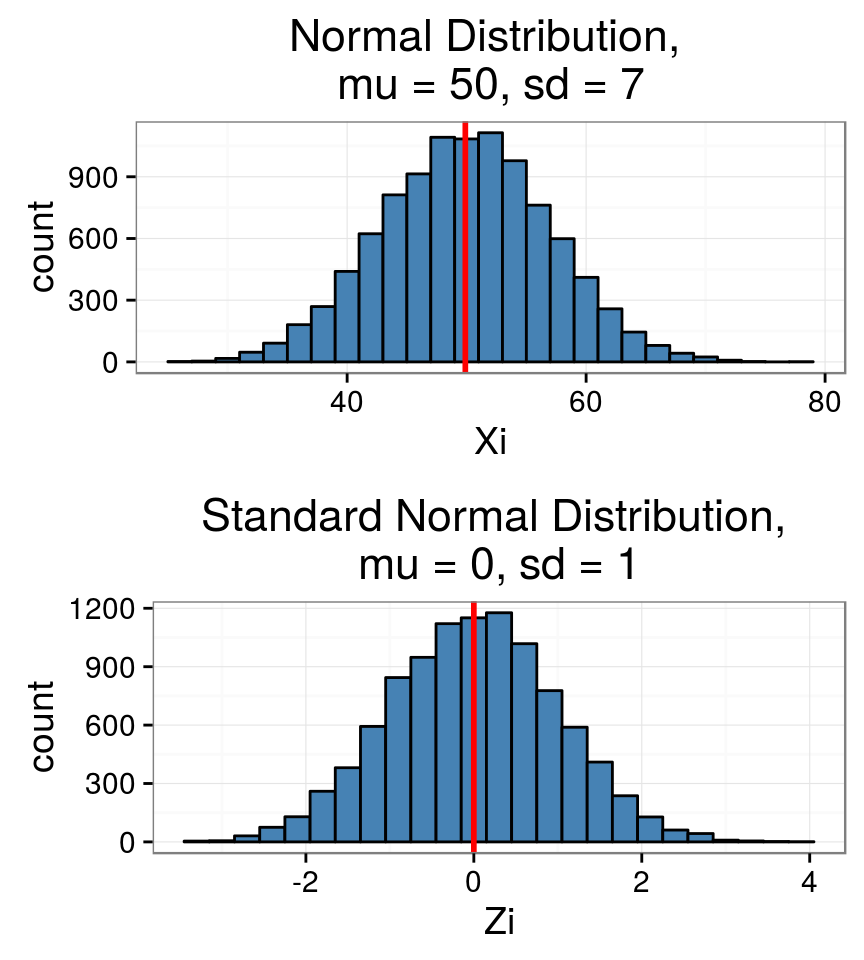 Normal Distribution,
mu = 50, sd = 7
count
900
600
300
0
40 60 80
Xi
Standard Normal Distribution,
mu = 0, sd = 1
count
1200
900
600
300
0
-2 0 2 4
Zi